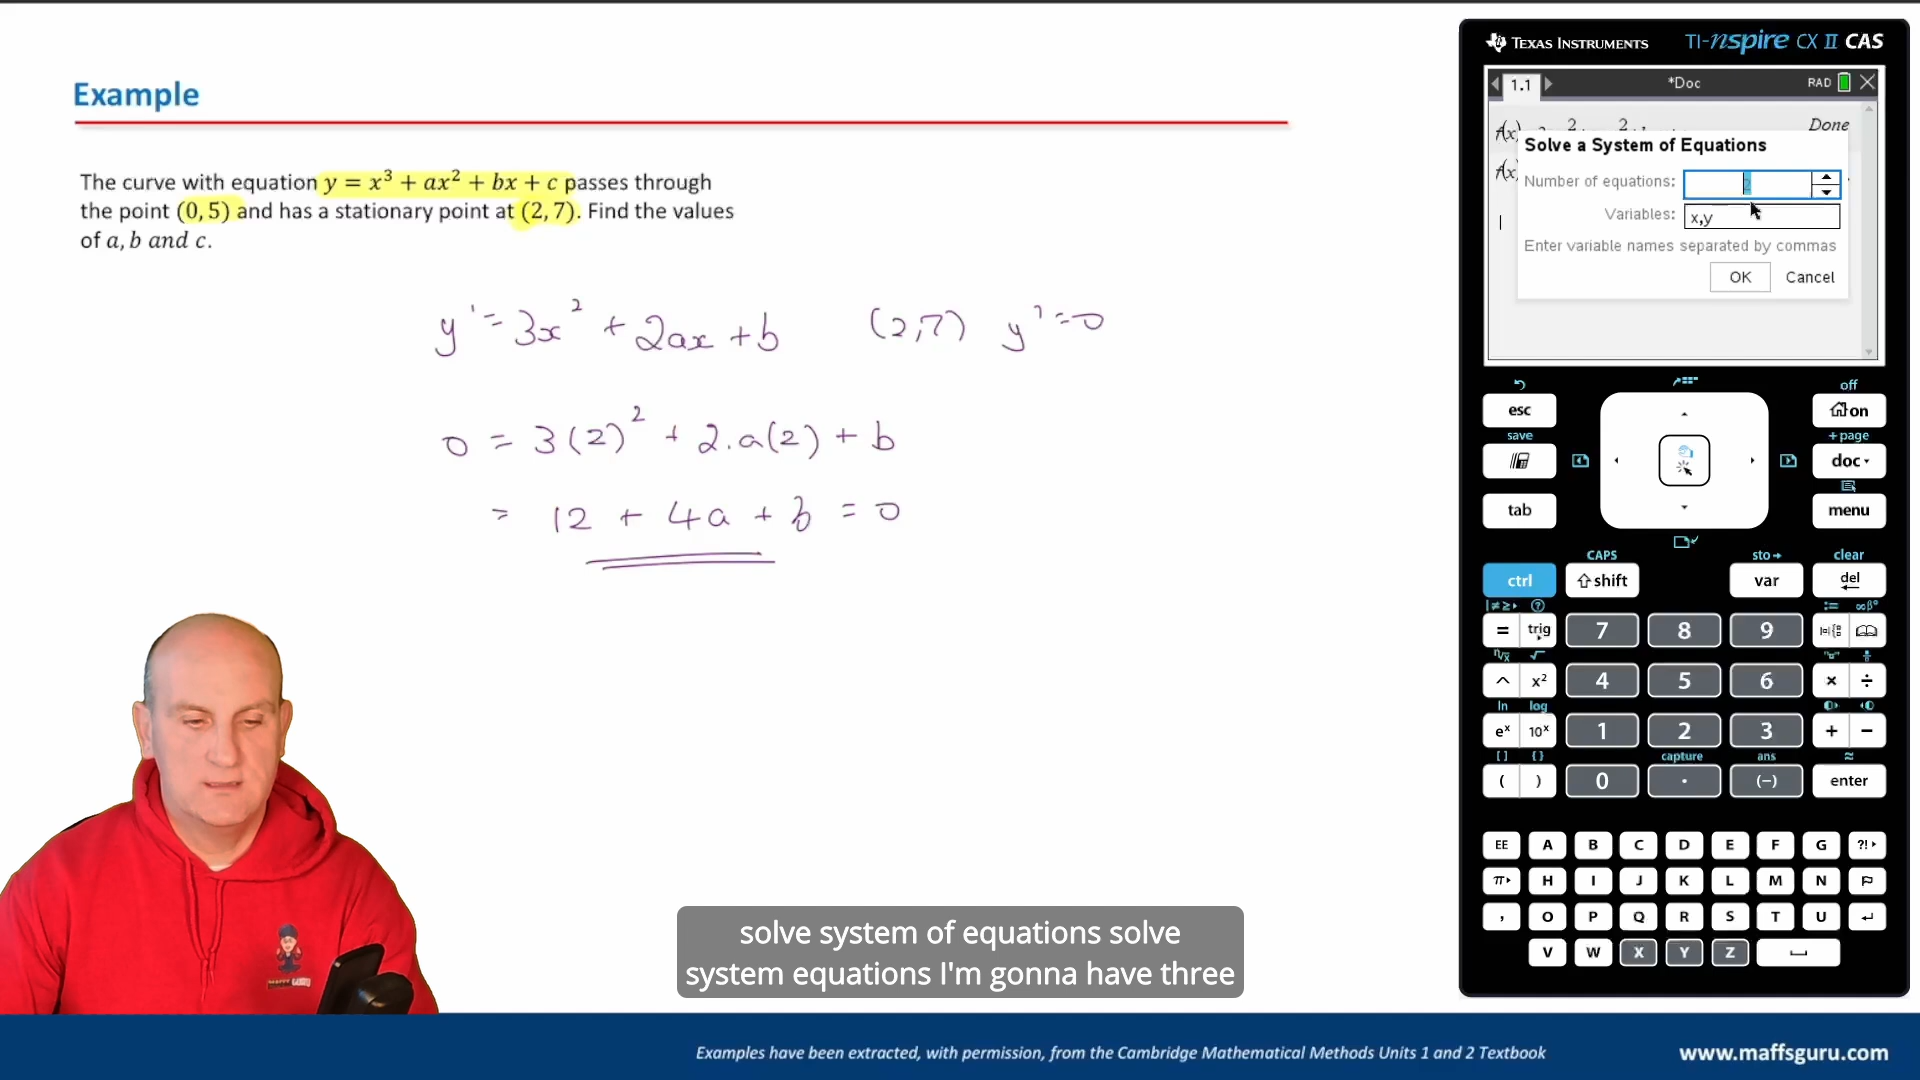 Example
The curve with equation y = x³ + ax² + bx + c passes through
the point (0, 5) and has a stationary point at (2, 7). Find the values
of a, b and c.
y' = 3x² + 2ax + b (2,7) y' = 0
0 = 3(2)² + 2.a(2) + b
= 12 + 4a + b = 0
solve system of equations solve
system equations I'm gonna have three
Examples have been extracted, with permission, from the Cambridge Mathematical Methods Units 1 and 2 Textbook
www.maffsguru.com
TEXAS INSTRUMENTS TI-nspire CX II CAS
1.1 *Doc RAD
f(x) Done
Solve a System of Equations
f(x)
Number of equations: 2
Variables: x,y
Enter variable names separated by commas
OK Cancel
off
esc on
save +page
doc
tab menu
CAPS sto→ clear
ctrl shift var del
= trig 7 8 9
^ x² 4 5 6 × ÷
ln log
eˣ 10ˣ 1 2 3 + −
[ ] { } capture ans ≈
( ) 0 . (−) enter
EE A B C D E F G ?!
π H I J K L M N
, O P Q R S T U
V W X Y Z